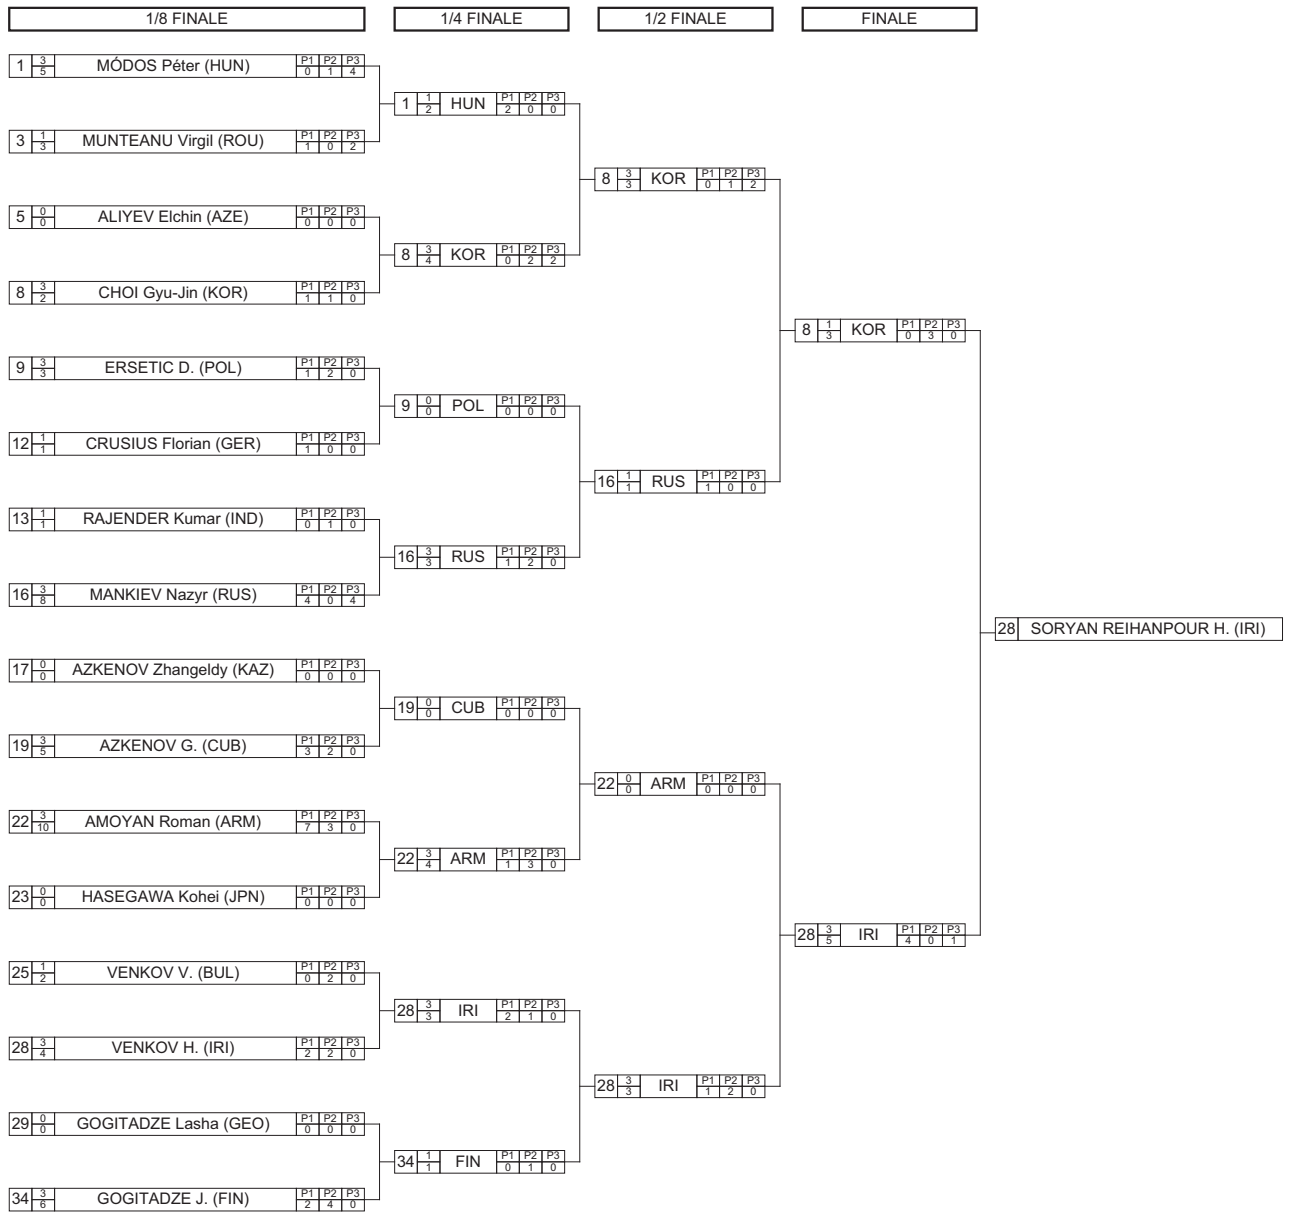 1/8 FINALE 1/4 FINALE 1/2 FINALE FINALE
1 3 5 MÓDOS Péter (HUN) P1 P2 P3 0 1 4
1 1 2 HUN P1 P2 P3 2 0 0
3 1 3 MUNTEANU Virgil (ROU) P1 P2 P3 1 0 2
8 3 3 KOR P1 P2 P3 0 1 2
5 0 0 ALIYEV Elchin (AZE) P1 P2 P3 0 0 0
8 3 4 KOR P1 P2 P3 0 2 2
8 3 2 CHOI Gyu-Jin (KOR) P1 P2 P3 1 1 0
8 1 3 KOR P1 P2 P3 0 3 0
9 3 3 ERSETIC D. (POL) P1 P2 P3 1 2 0
9 0 0 POL P1 P2 P3 0 0 0
12 1 1 CRUSIUS Florian (GER) P1 P2 P3 1 0 0
16 1 1 RUS P1 P2 P3 1 0 0
13 1 1 RAJENDER Kumar (IND) P1 P2 P3 0 1 0
16 3 3 RUS P1 P2 P3 1 2 0
16 3 8 MANKIEV Nazyr (RUS) P1 P2 P3 4 0 4
28 SORYAN REIHANPOUR H. (IRI)
17 0 0 AZKENOV Zhangeldy (KAZ) P1 P2 P3 0 0 0
19 0 0 CUB P1 P2 P3 0 0 0
19 3 5 AZKENOV G. (CUB) P1 P2 P3 3 2 0
22 0 0 ARM P1 P2 P3 0 0 0
22 3 10 AMOYAN Roman (ARM) P1 P2 P3 7 3 0
22 3 4 ARM P1 P2 P3 1 3 0
23 0 0 HASEGAWA Kohei (JPN) P1 P2 P3 0 0 0
28 3 5 IRI P1 P2 P3 4 0 1
25 1 2 VENKOV V. (BUL) P1 P2 P3 0 2 0
28 3 3 IRI P1 P2 P3 2 1 0
28 3 4 VENKOV H. (IRI) P1 P2 P3 2 2 0
28 3 3 IRI P1 P2 P3 1 2 0
29 0 0 GOGITADZE Lasha (GEO) P1 P2 P3 0 0 0
34 1 1 FIN P1 P2 P3 0 1 0
34 3 6 GOGITADZE J. (FIN) P1 P2 P3 2 4 0